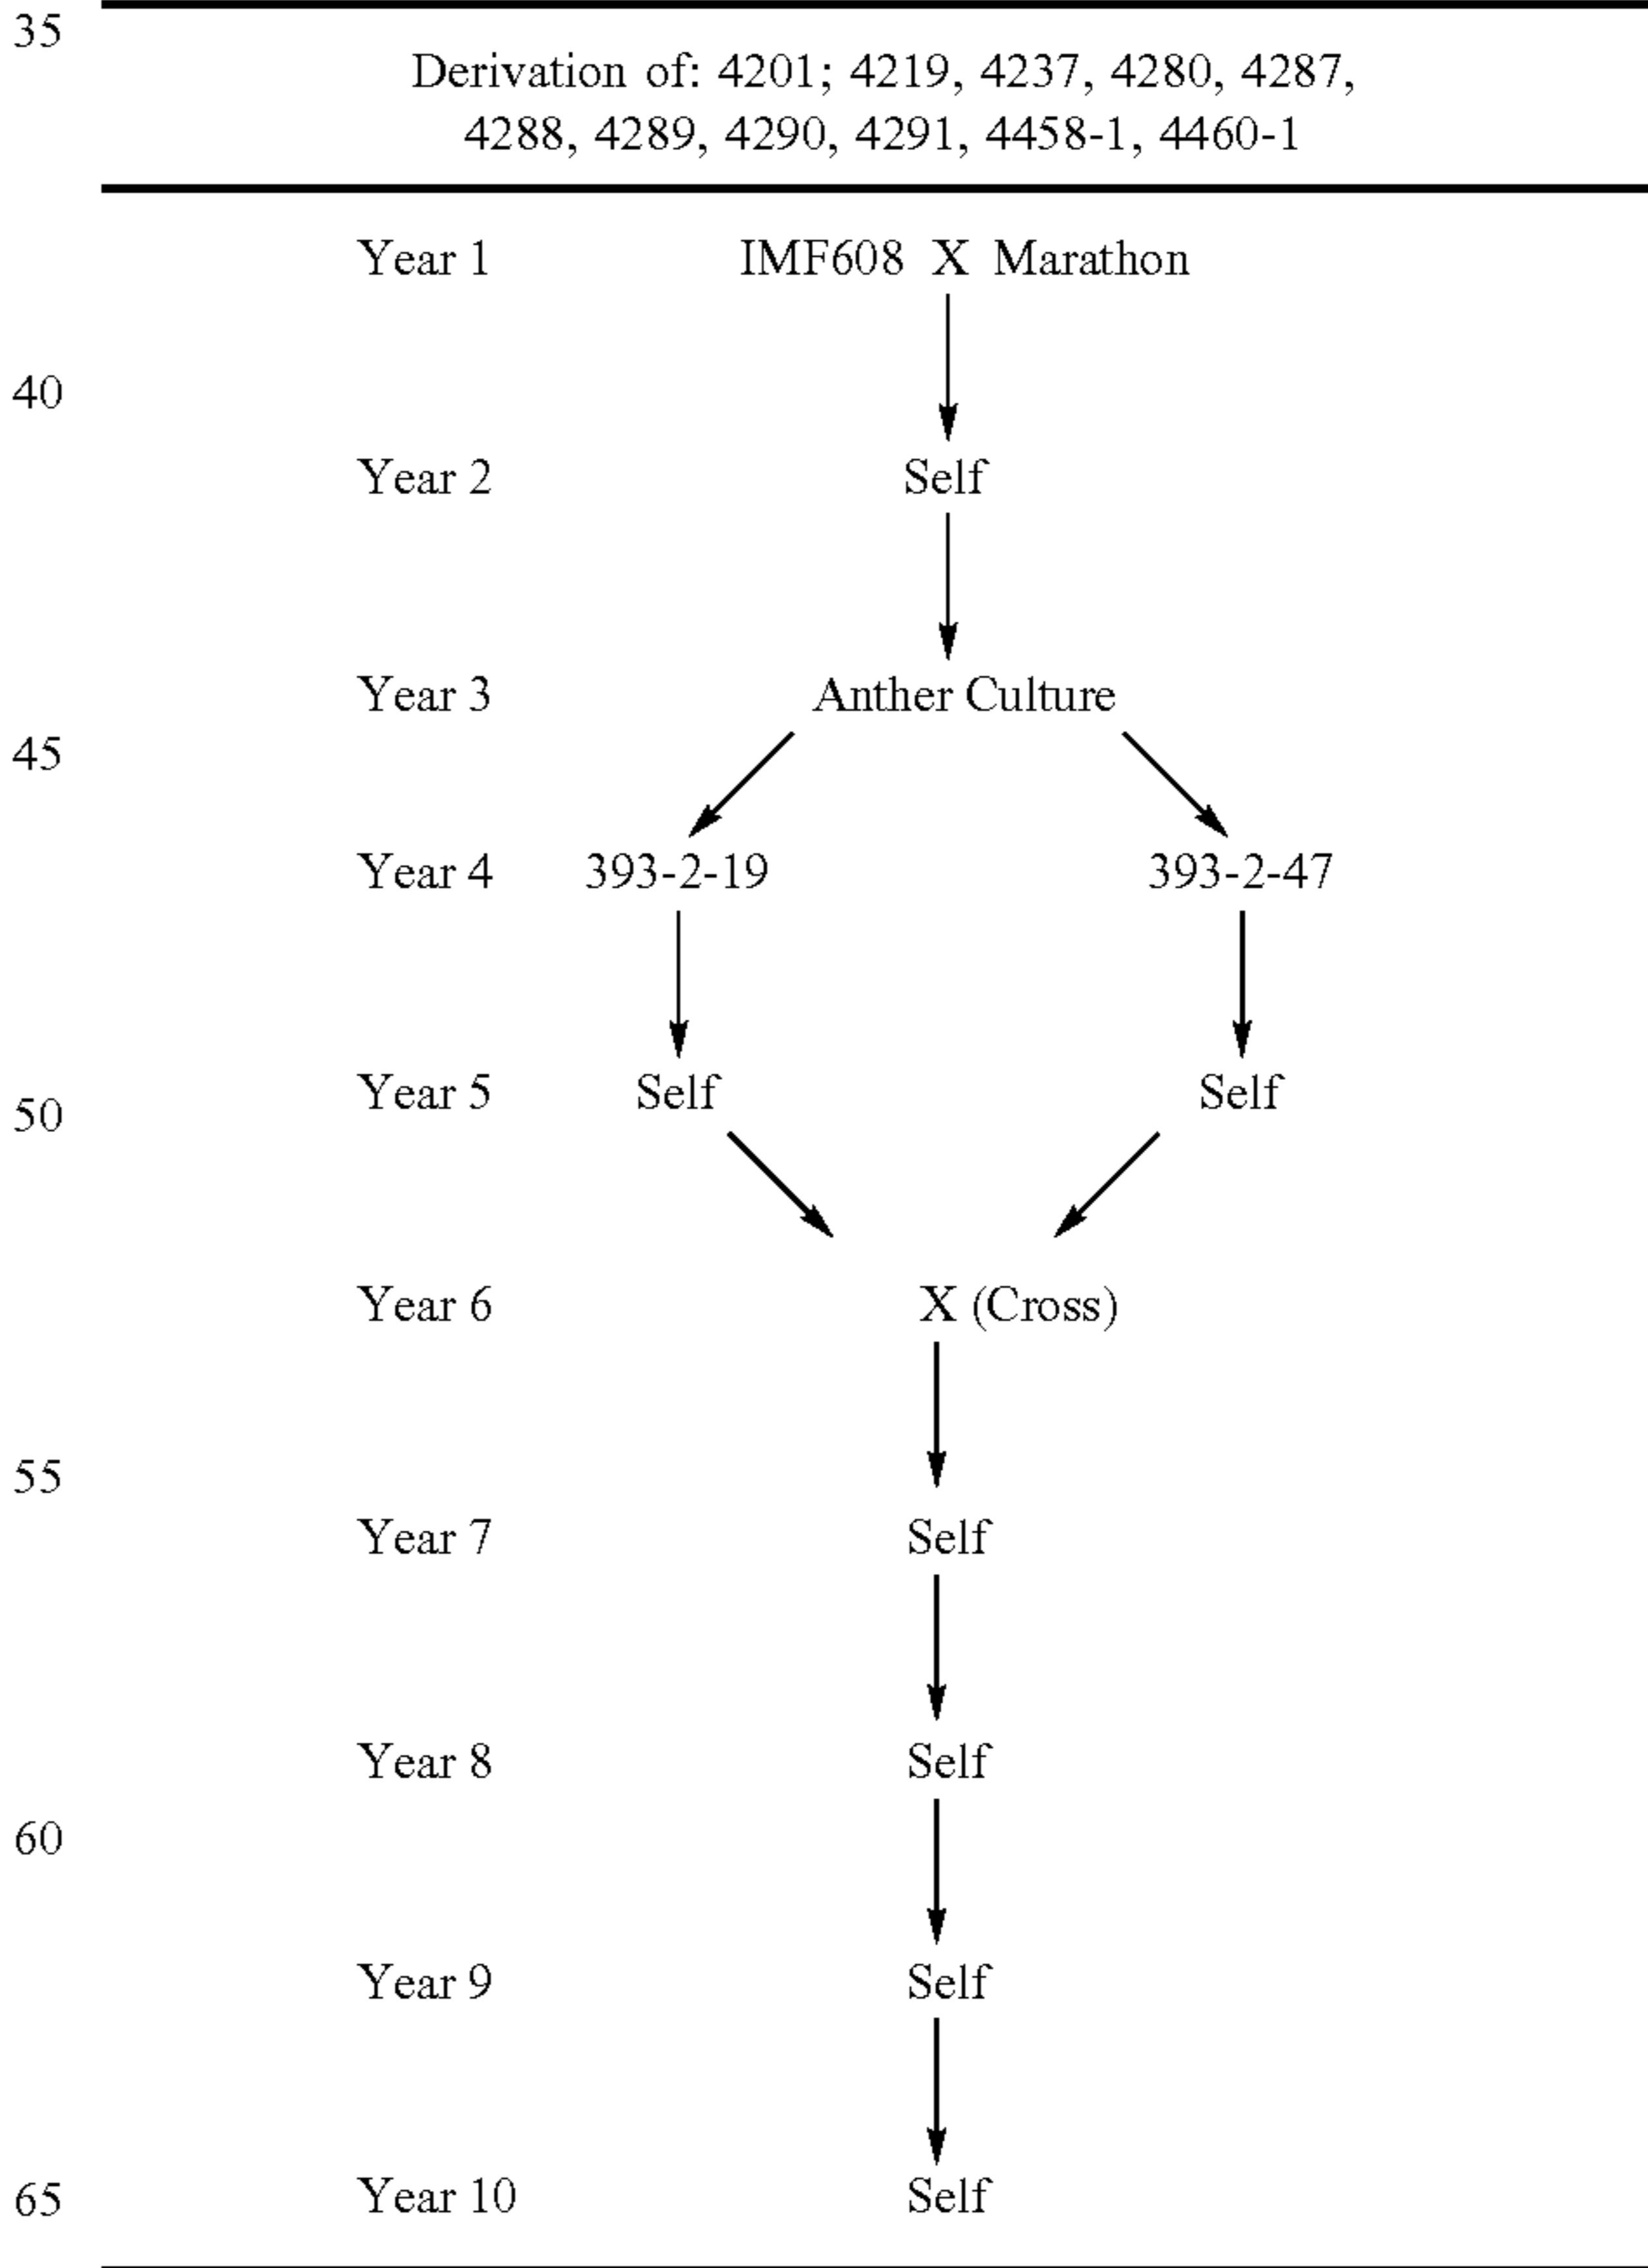 35
Derivation of: 4201; 4219, 4237, 4280, 4287,
4288, 4289, 4290, 4291, 4458-1, 4460-1
Year 1 IMF608 X Marathon
40
Year 2 Self
Year 3 Anther Culture
45
Year 4 393-2-19 393-2-47
Year 5 Self Self
50
Year 6 X (Cross)
55
Year 7 Self
Year 8 Self
60
Year 9 Self
65 Year 10 Self